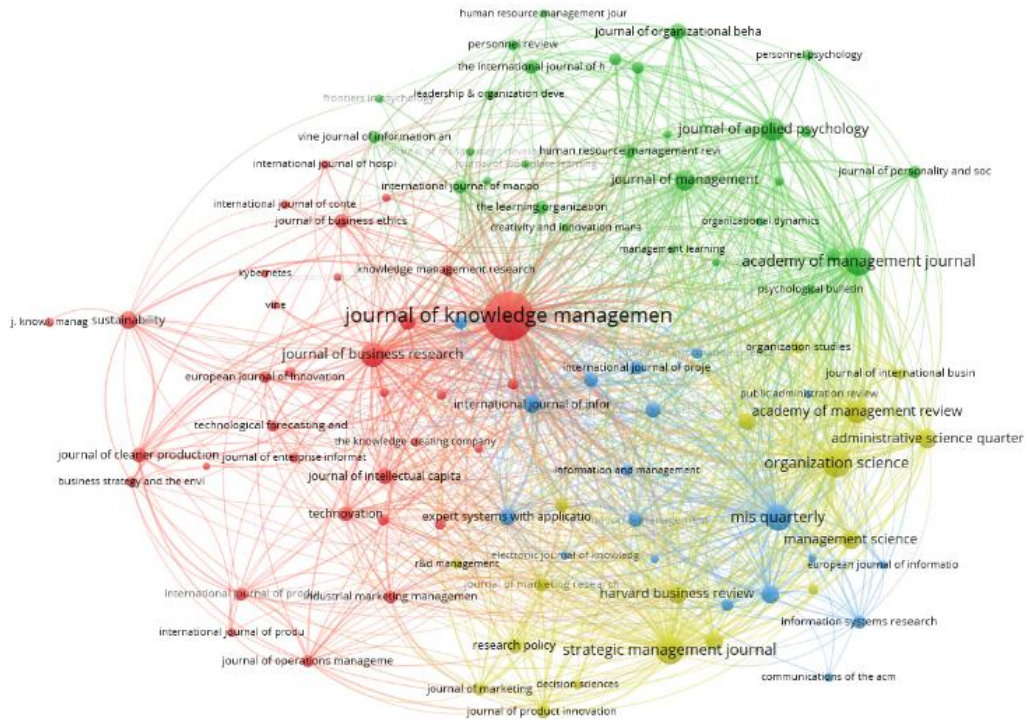 human resource management jour
journal of organizational beha
personnel review
personnel psychology
the international journal of h
leadership & organization deve
frontiers in psychology
journal of applied psychology
vine journal of information an
human resource management revi
international journal of hospi
journal of workplace learning
journal of personality and soc
journal of management
international journal of manpo
international journal of conte
the learning organization
journal of business ethics
organizational dynamics
creativity and innovation mana
management learning
academy of management journal
knowledge management research
kybernetes
psychological bulletin
vine
journal of knowledge managemen
j. knowl. manag
sustainability
organization studies
journal of business research
international journal of proje
journal of international busin
european journal of innovation
public administration review
international journal of infor
academy of management review
technological forecasting and
administrative science quarter
the knowledge creating company
journal of cleaner production
journal of enterprise informat
organization science
information and management
journal of intellectual capita
business strategy and the envi
technovation
expert systems with applicatio
mis quarterly
management science
electronic journal of knowledg
r&d management
european journal of informatio
journal of marketing research
international journal of produ
industrial marketing managemen
harvard business review
information systems research
international journal of produ
research policy
strategic management journal
journal of operations manageme
communications of the acm
decision sciences
journal of marketing
journal of product innovation